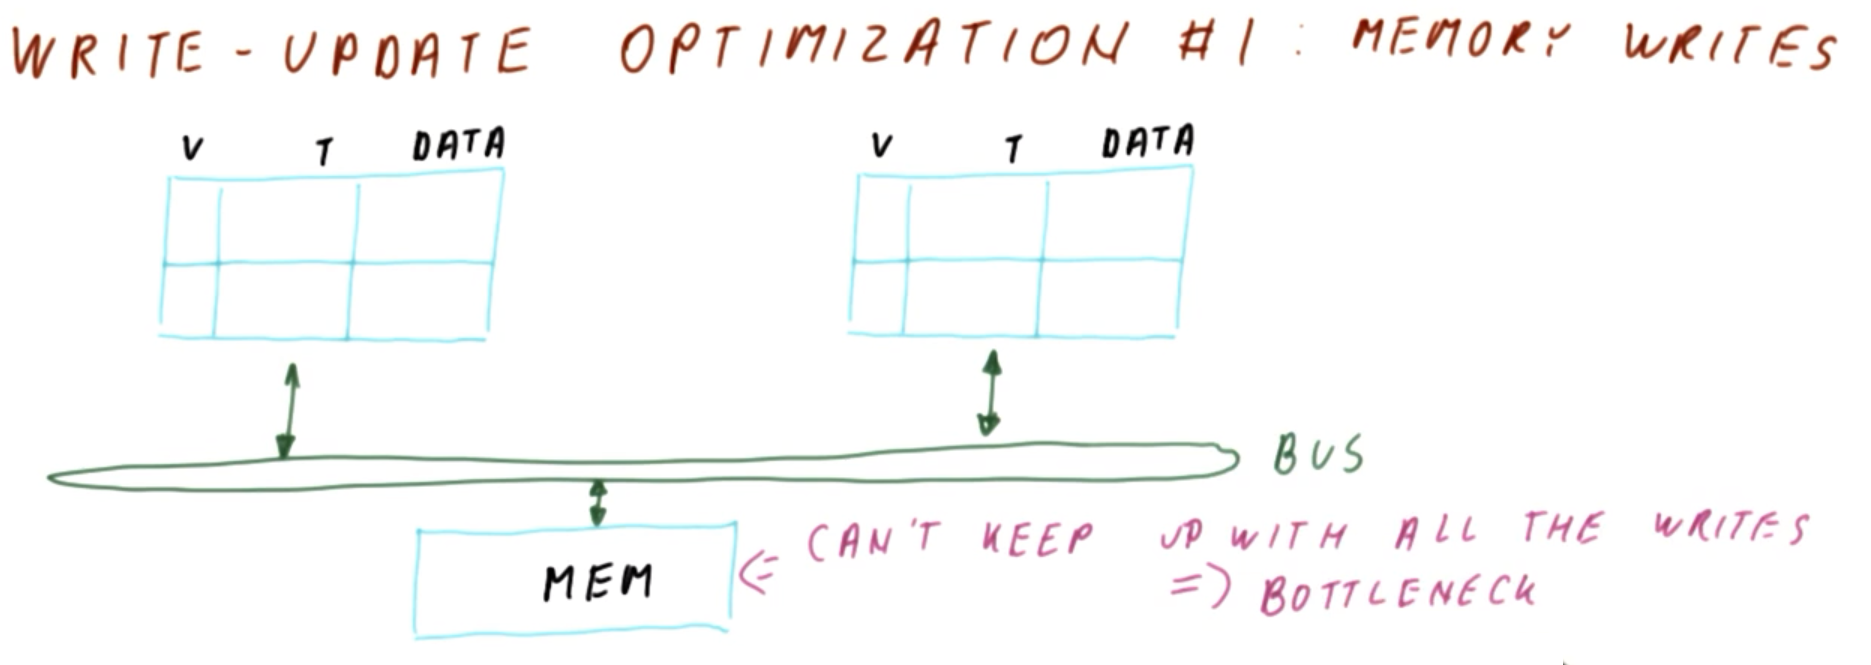 WRITE-UPDATE OPTIMIZATION #1: MEMORY WRITES
V T DATA
V T DATA
BUS
CAN'T KEEP UP WITH ALL THE WRITES
MEM
=> BOTTLENECK